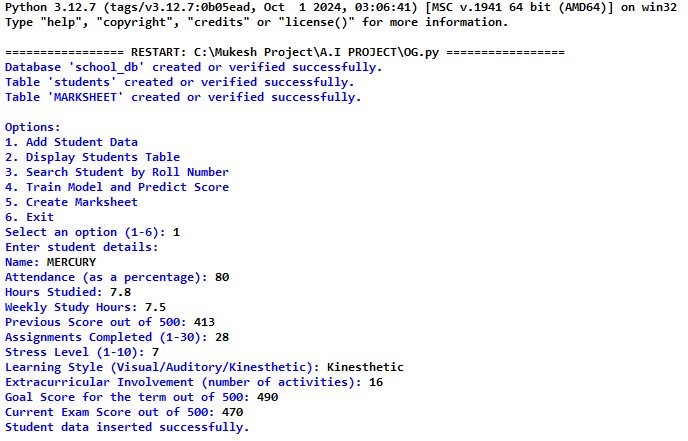 Python 3.12.7 (tags/v3.12.7:0b05ead, Oct  1 2024, 03:06:41) [MSC v.1941 64 bit (AMD64)] on win32
Type "help", "copyright", "credits" or "license()" for more information.
================= RESTART: C:\Mukesh Project\A.I PROJECT\OG.py =================
Database 'school_db' created or verified successfully.
Table 'students' created or verified successfully.
Table 'MARKSHEET' created or verified successfully.
Options:
1. Add Student Data
2. Display Students Table
3. Search Student by Roll Number
4. Train Model and Predict Score
5. Create Marksheet
6. Exit
Select an option (1-6): 1
Enter student details:
Name: MERCURY
Attendance (as a percentage): 80
Hours Studied: 7.8
Weekly Study Hours: 7.5
Previous Score out of 500: 413
Assignments Completed (1-30): 28
Stress Level (1-10): 7
Learning Style (Visual/Auditory/Kinesthetic): Kinesthetic
Extracurricular Involvement (number of activities): 16
Goal Score for the term out of 500: 490
Current Exam Score out of 500: 470
Student data inserted successfully.